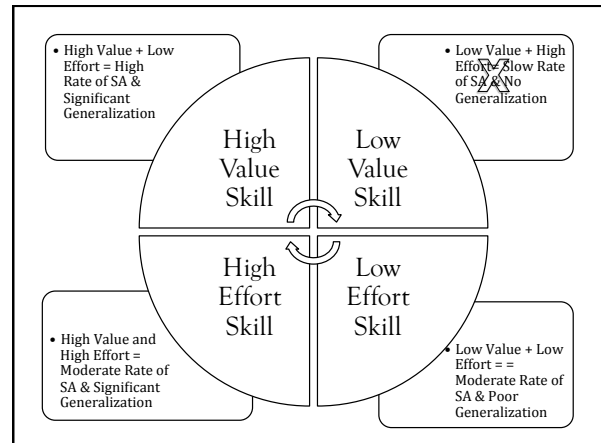 • High Value + Low
Effort = High
Rate of SA &
Significant
Generalization
• Low Value + High
Effort= Slow Rate
of SA & No
Generalization
X
High
Value
Skill
Low
Value
Skill
High
Effort
Skill
Low
Effort
Skill
• High Value and
High Effort =
Moderate Rate of
SA & Significant
Generalization
• Low Value + Low
Effort = =
Moderate Rate of
SA & Poor
Generalization